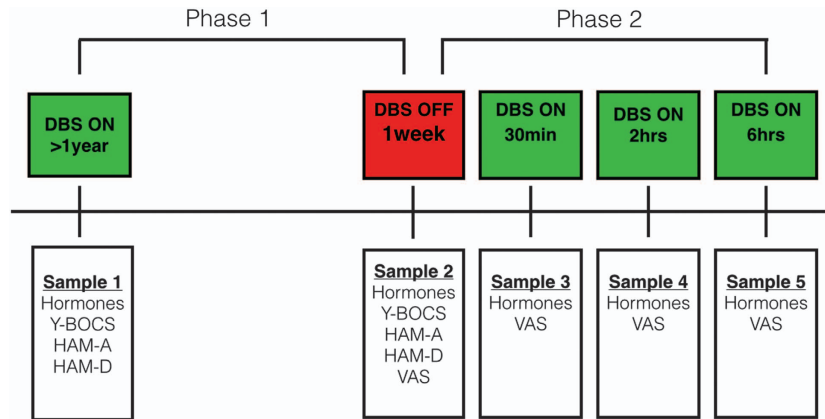 Phase 1
Phase 2
DBS ON
>1year
DBS OFF
1week
DBS ON
30min
DBS ON
2hrs
DBS ON
6hrs
Sample 1
Hormones
Y-BOCS
HAM-A
HAM-D
Sample 2
Hormones
Y-BOCS
HAM-A
HAM-D
VAS
Sample 3
Hormones
VAS
Sample 4
Hormones
VAS
Sample 5
Hormones
VAS